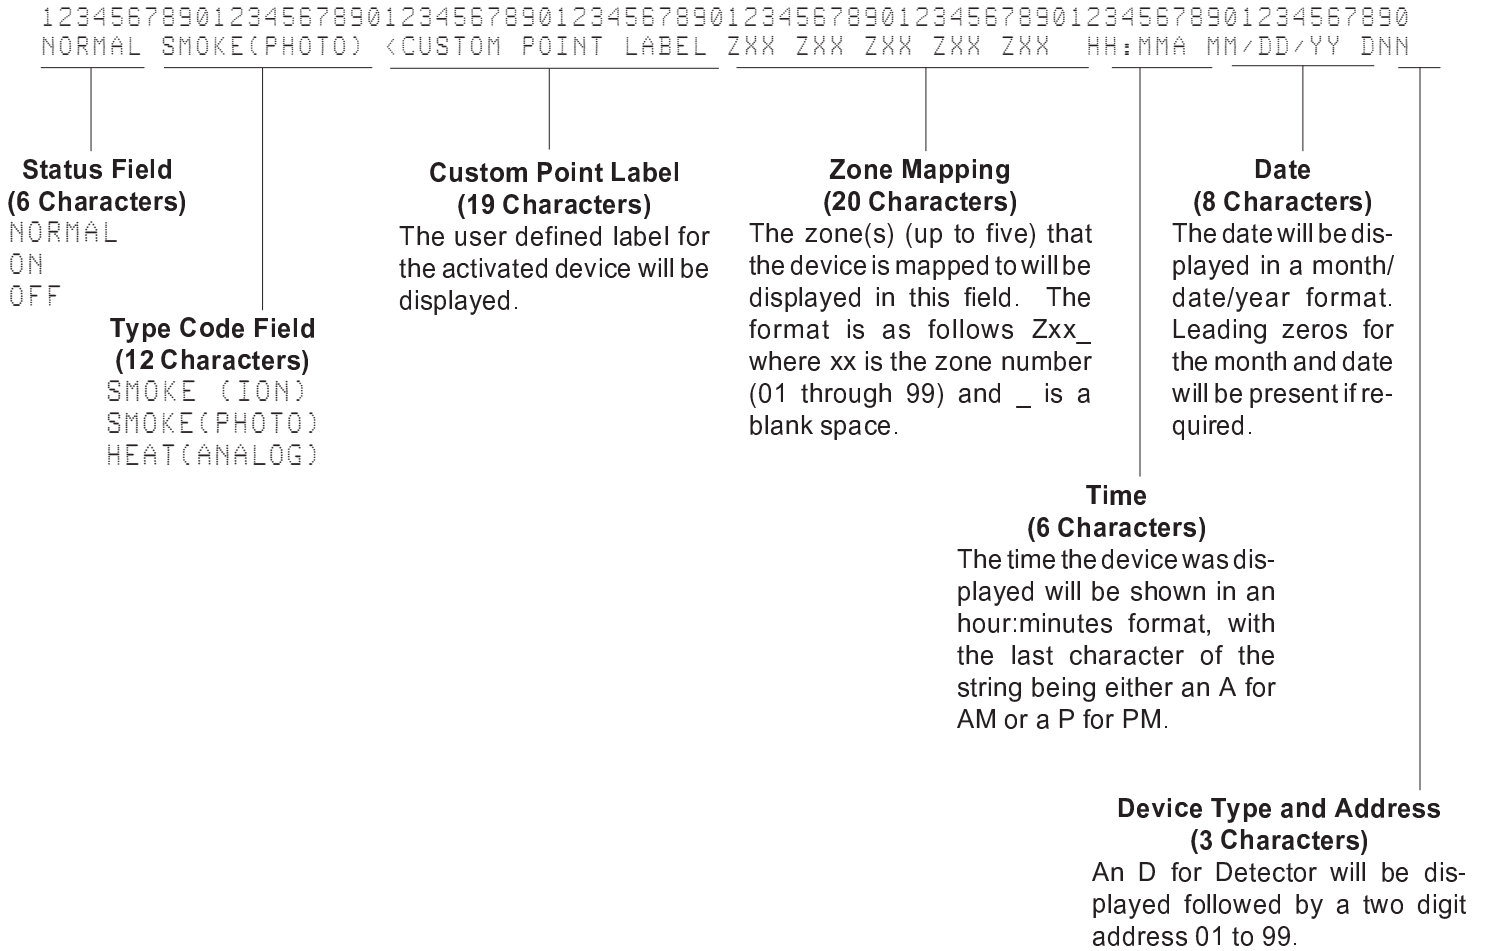 12345678901234567890123456789012345678901234567890123456789012345678901234567890
NORMAL SMOKE(PHOTO) <CUSTOM POINT LABEL ZXX ZXX ZXX ZXX ZXX  HH:MMA MM/DD/YY DNN
Status Field
(6 Characters)
NORMAL
ON
OFF
Type Code Field
(12 Characters)
SMOKE (ION)
SMOKE(PHOTO)
HEAT(ANALOG)
Custom Point Label
(19 Characters)
The user defined label for
the activated device will be
displayed.
Zone Mapping
(20 Characters)
The zone(s) (up to five) that
the device is mapped to will be
displayed in this field. The
format is as follows Zxx_
where xx is the zone number
(01 through 99) and _ is a
blank space.
Date
(8 Characters)
The date will be dis-
played in a month/
date/year format.
Leading zeros for
the month and date
will be present if re-
quired.
Time
(6 Characters)
The time the device was dis-
played will be shown in an
hour:minutes format, with
the last character of the
string being either an A for
AM or a P for PM.
Device Type and Address
(3 Characters)
An D for Detector will be dis-
played followed by a two digit
address 01 to 99.